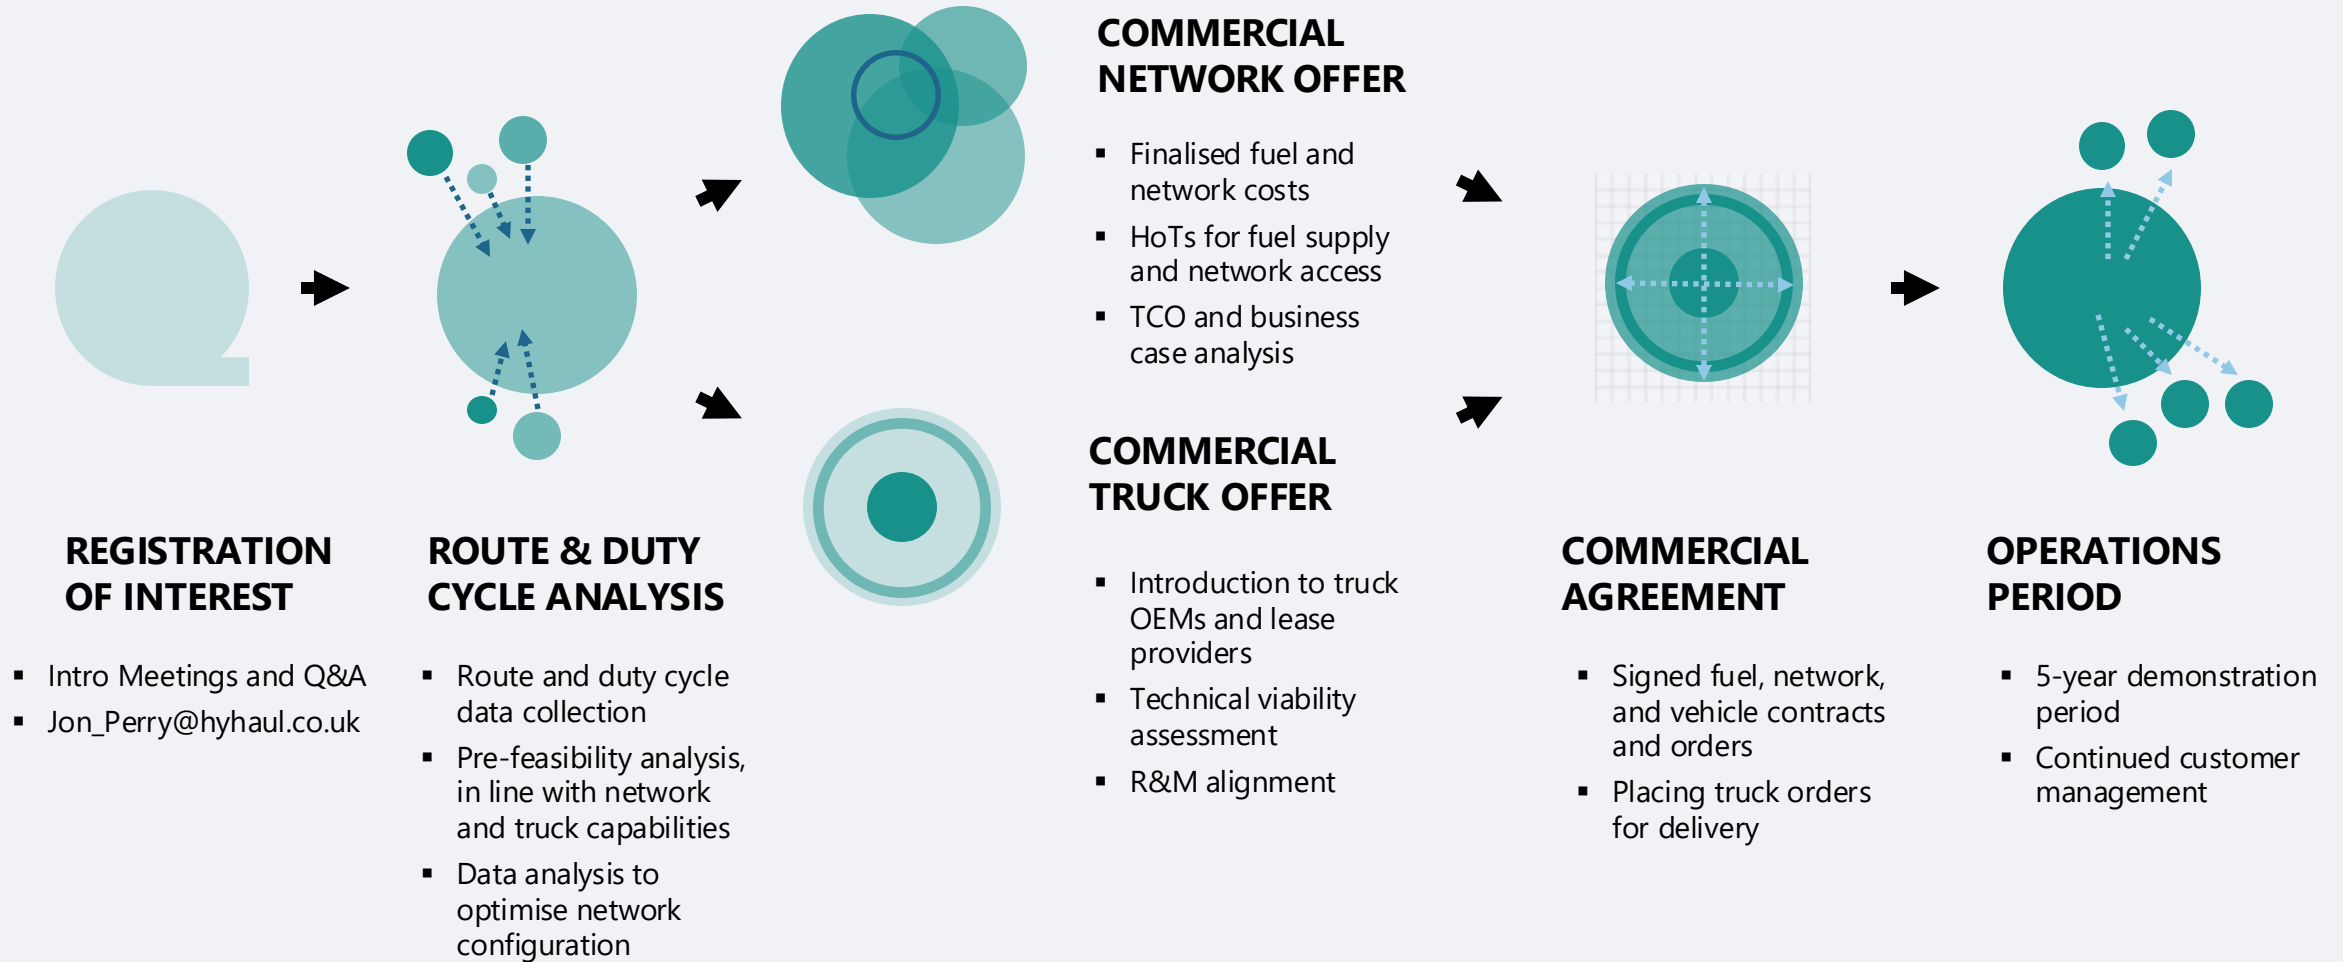 REGISTRATION
OF INTEREST
▪ Intro Meetings and Q&A
▪ Jon_Perry@hyhaul.co.uk
ROUTE & DUTY
CYCLE ANALYSIS
▪ Route and duty cycle
data collection
▪ Pre-feasibility analysis,
in line with network
and truck capabilities
▪ Data analysis to
optimise network
configuration
COMMERCIAL
NETWORK OFFER
▪ Finalised fuel and
network costs
▪ HoTs for fuel supply
and network access
▪ TCO and business
case analysis
COMMERCIAL
TRUCK OFFER
▪ Introduction to truck
OEMs and lease
providers
▪ Technical viability
assessment
▪ R&M alignment
COMMERCIAL
AGREEMENT
▪ Signed fuel, network,
and vehicle contracts
and orders
▪ Placing truck orders
for delivery
OPERATIONS
PERIOD
▪ 5-year demonstration
period
▪ Continued customer
management